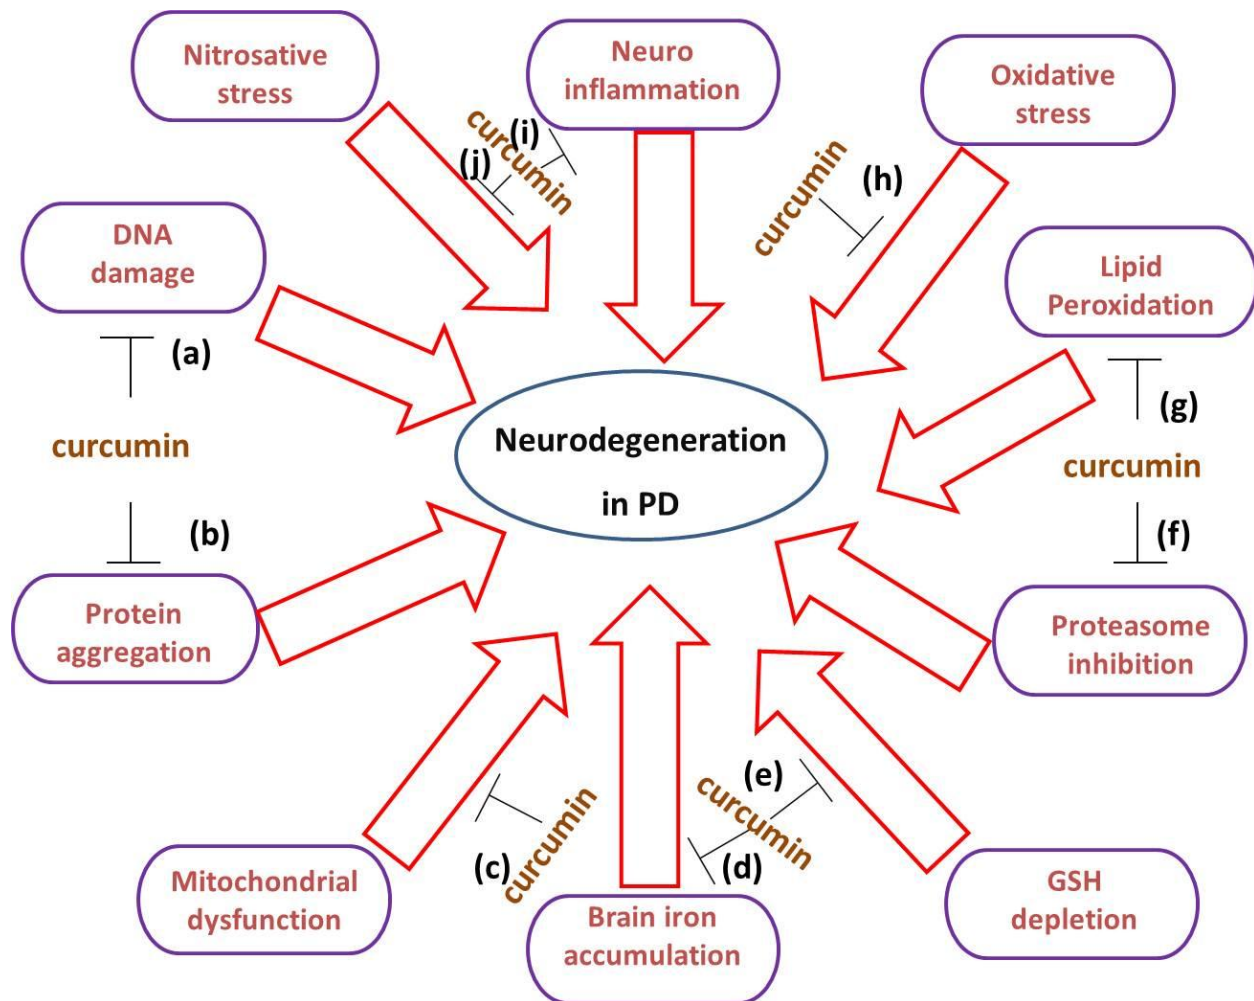 Nitrosative
stress
Neuro
inflammation
Oxidative
stress
curcumin
(i)
(j)
curcumin
(h)
DNA
damage
Lipid
Peroxidation
(a)
(g)
curcumin
Neurodegeneration
in PD
curcumin
(b)
(f)
Protein
aggregation
Proteasome
inhibition
(c)
curcumin
(e)
curcumin
(d)
Mitochondrial
dysfunction
Brain iron
accumulation
GSH
depletion